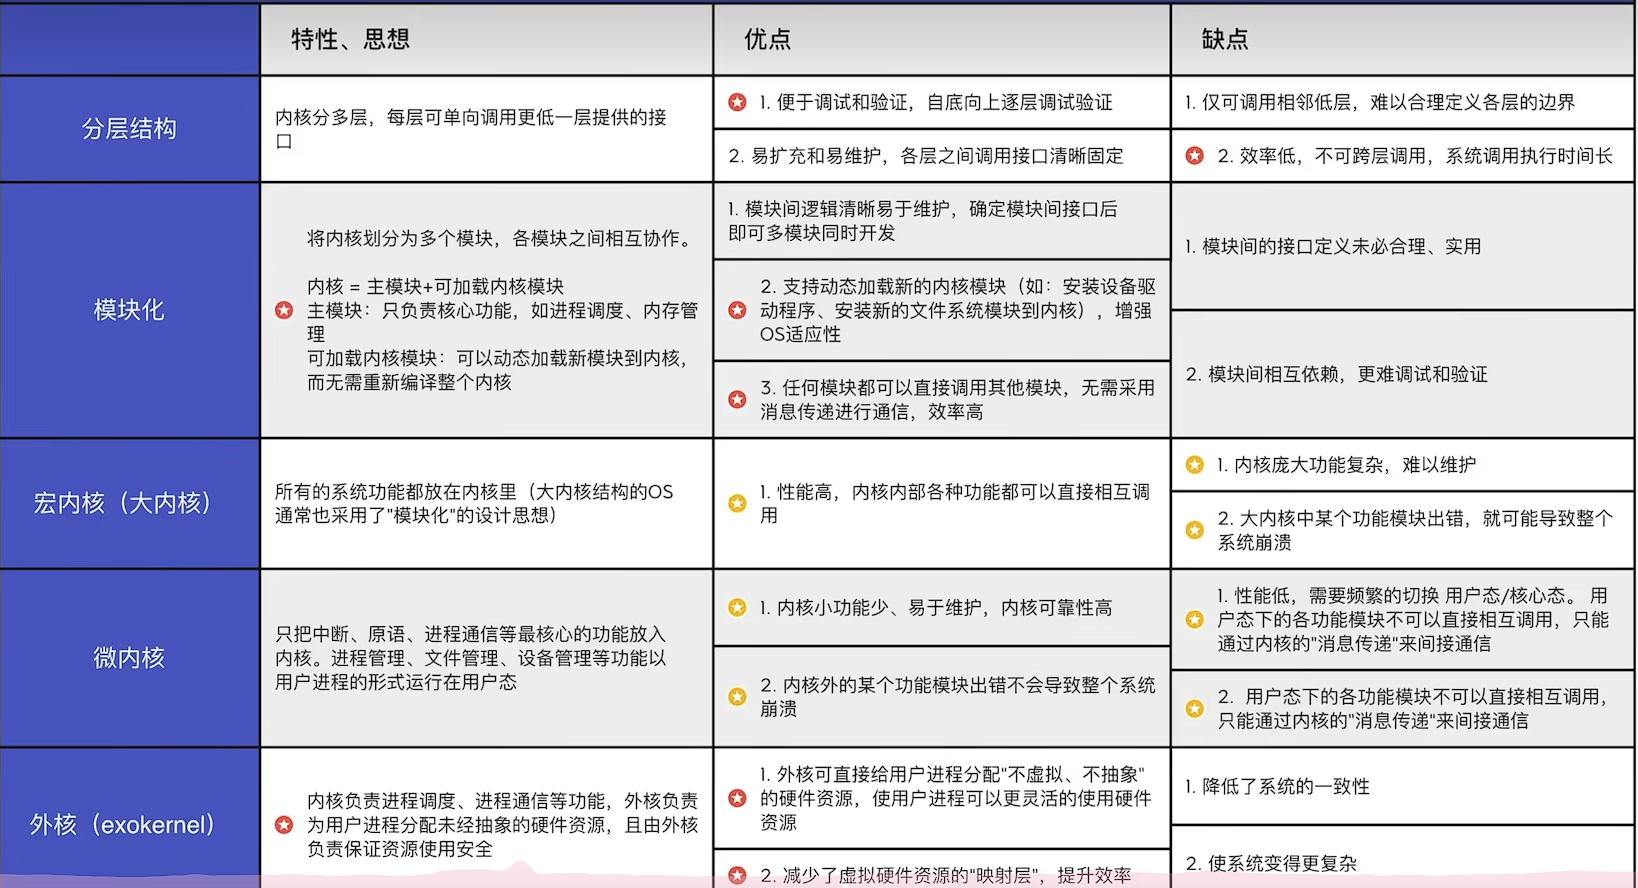 特性、思想
优点
缺点
分层结构
内核分多层，每层可单向调用更低一层提供的接
口
1. 便于调试和验证，自底向上逐层调试验证
2. 易扩充和易维护，各层之间调用接口清晰固定
1. 仅可调用相邻低层，难以合理定义各层的边界
2. 效率低，不可跨层调用，系统调用执行时间长
模块化
将内核划分为多个模块，各模块之间相互协作。
内核 = 主模块+可加载内核模块
主模块：只负责核心功能，如进程调度、内存管
理
可加载内核模块：可以动态加载新模块到内核，
而无需重新编译整个内核
1. 模块间逻辑清晰易于维护，确定模块间接口后
即可多模块同时开发
2. 支持动态加载新的内核模块（如：安装设备驱
动程序、安装新的文件系统模块到内核），增强
OS适应性
3. 任何模块都可以直接调用其他模块，无需采用
消息传递进行通信，效率高
1. 模块间的接口定义未必合理、实用
2. 模块间相互依赖，更难调试和验证
宏内核（大内核）
所有的系统功能都放在内核里（大内核结构的OS
通常也采用了"模块化"的设计思想）
1. 性能高，内核内部各种功能都可以直接相互调
用
1. 内核庞大功能复杂，难以维护
2. 大内核中某个功能模块出错，就可能导致整个
系统崩溃
微内核
只把中断、原语、进程通信等最核心的功能放入
内核。进程管理、文件管理、设备管理等功能以
用户进程的形式运行在用户态
1. 内核小功能少、易于维护，内核可靠性高
2. 内核外的某个功能模块出错不会导致整个系统
崩溃
1. 性能低，需要频繁的切换 用户态/核心态。 用
户态下的各功能模块不可以直接相互调用，只能
通过内核的"消息传递"来间接通信
2. 用户态下的各功能模块不可以直接相互调用，
只能通过内核的"消息传递"来间接通信
外核（exokernel）
内核负责进程调度、进程通信等功能，外核负责
为用户进程分配未经抽象的硬件资源，且由外核
负责保证资源使用安全
1. 外核可直接给用户进程分配"不虚拟、不抽象"
的硬件资源，使用户进程可以更灵活的使用硬件
资源
2. 减少了虚拟硬件资源的"映射层"，提升效率
1. 降低了系统的一致性
2. 使系统变得更复杂